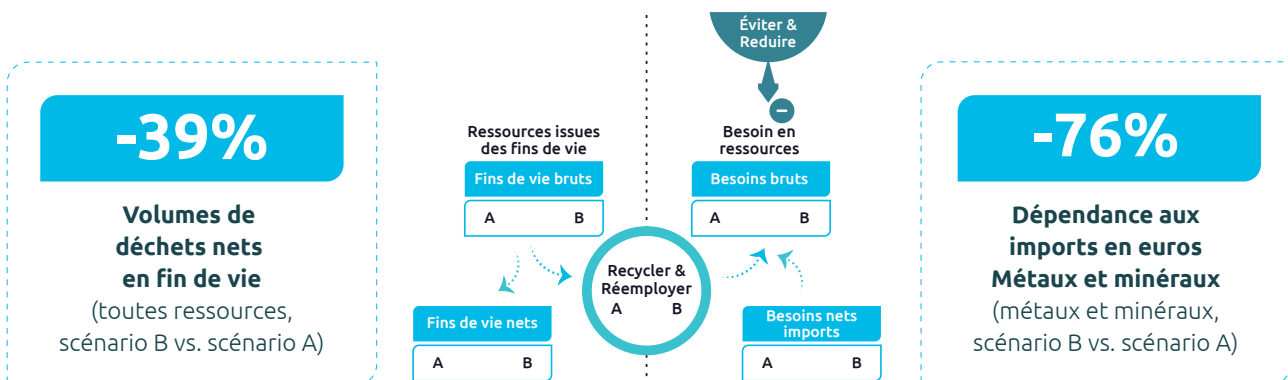 -39%
Volumes de
déchets nets
en fin de vie
(toutes ressources,
scénario B vs. scénario A)
Ressources issues
des fins de vie
Fins de vie bruts
A B
Fins de vie nets
A B
Recycler &
Réemployer
A B
Éviter &
Reduire
−
Besoin en
ressources
Besoins bruts
A B
Besoins nets
imports
A B
-76%
Dépendance aux
imports en euros
Métaux et minéraux
(métaux et minéraux,
scénario B vs. scénario A)